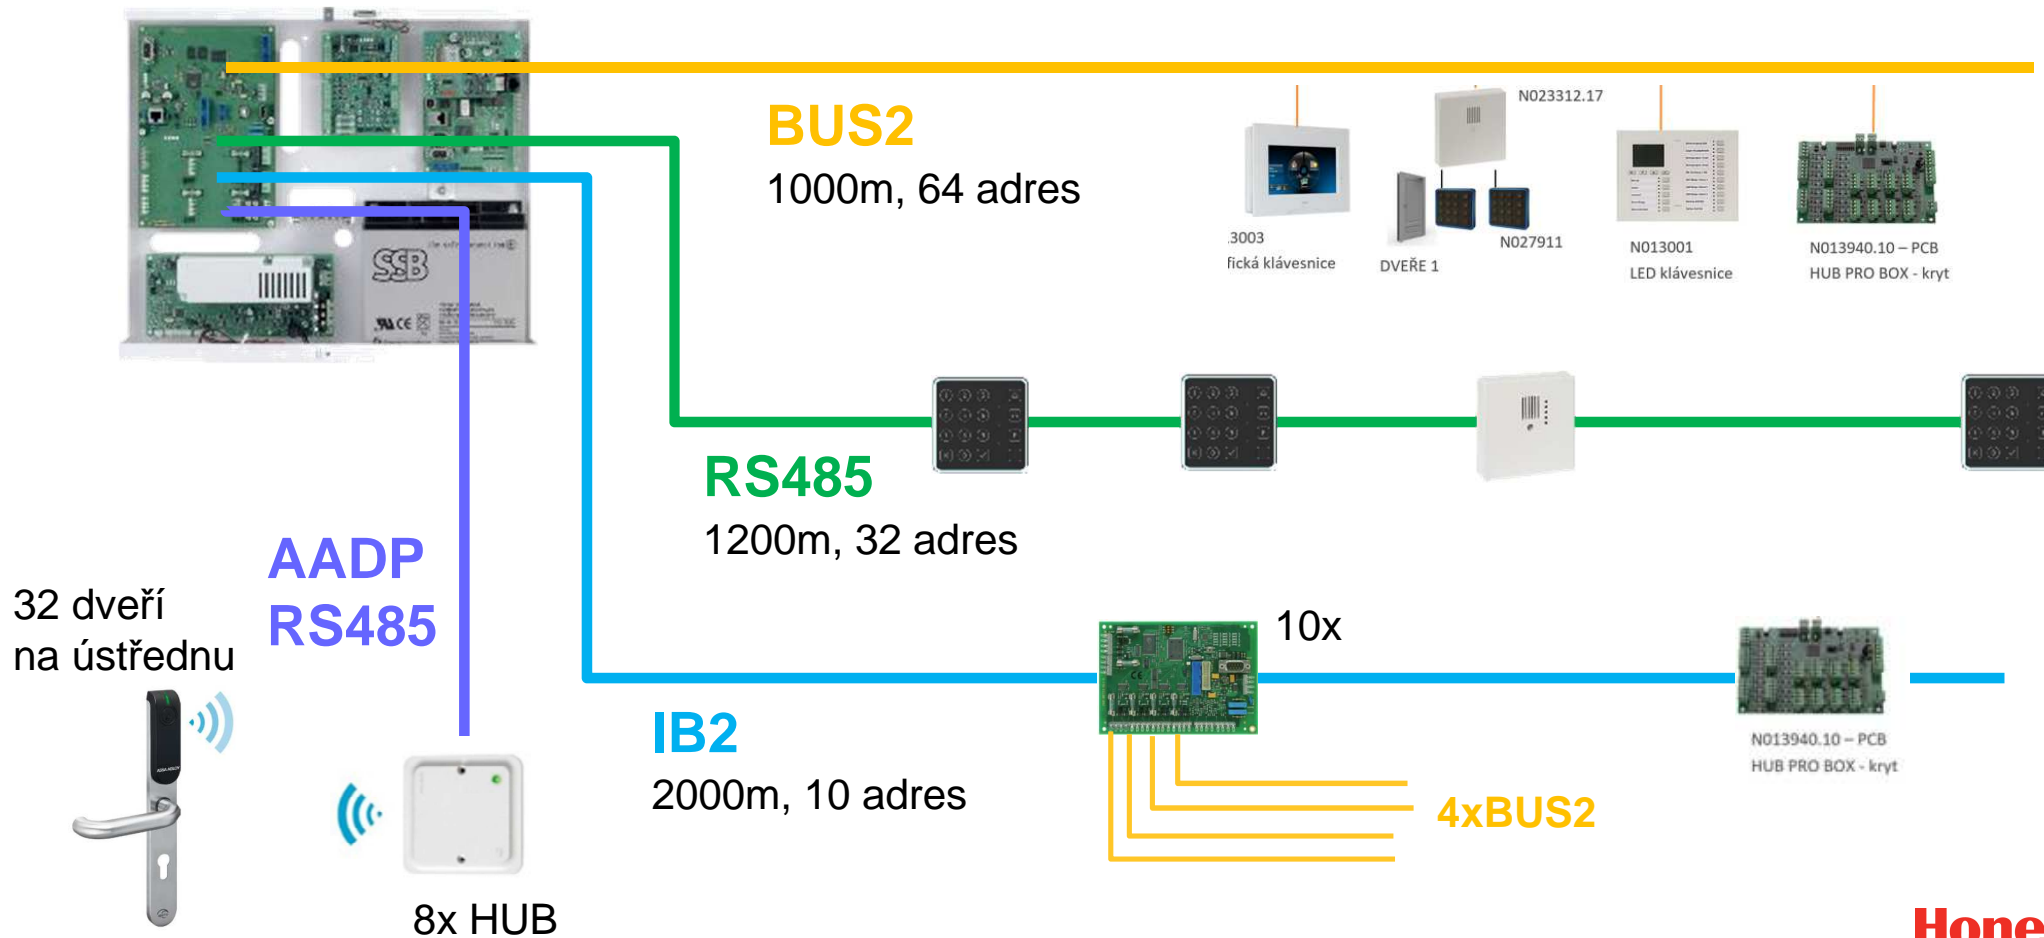 BUS2
1000m, 64 adres
N023312.17
.3003
fická klávesnice
DVEŘE 1
N027911
N013001
LED klávesnice
N013940.10 – PCB
HUB PRO BOX - kryt
SSB
RS485
1200m, 32 adres
AADP
RS485
32 dveří
na ústřednu
10x
IB2
2000m, 10 adres
N013940.10 – PCB
HUB PRO BOX - kryt
4xBUS2
8x HUB
Hone